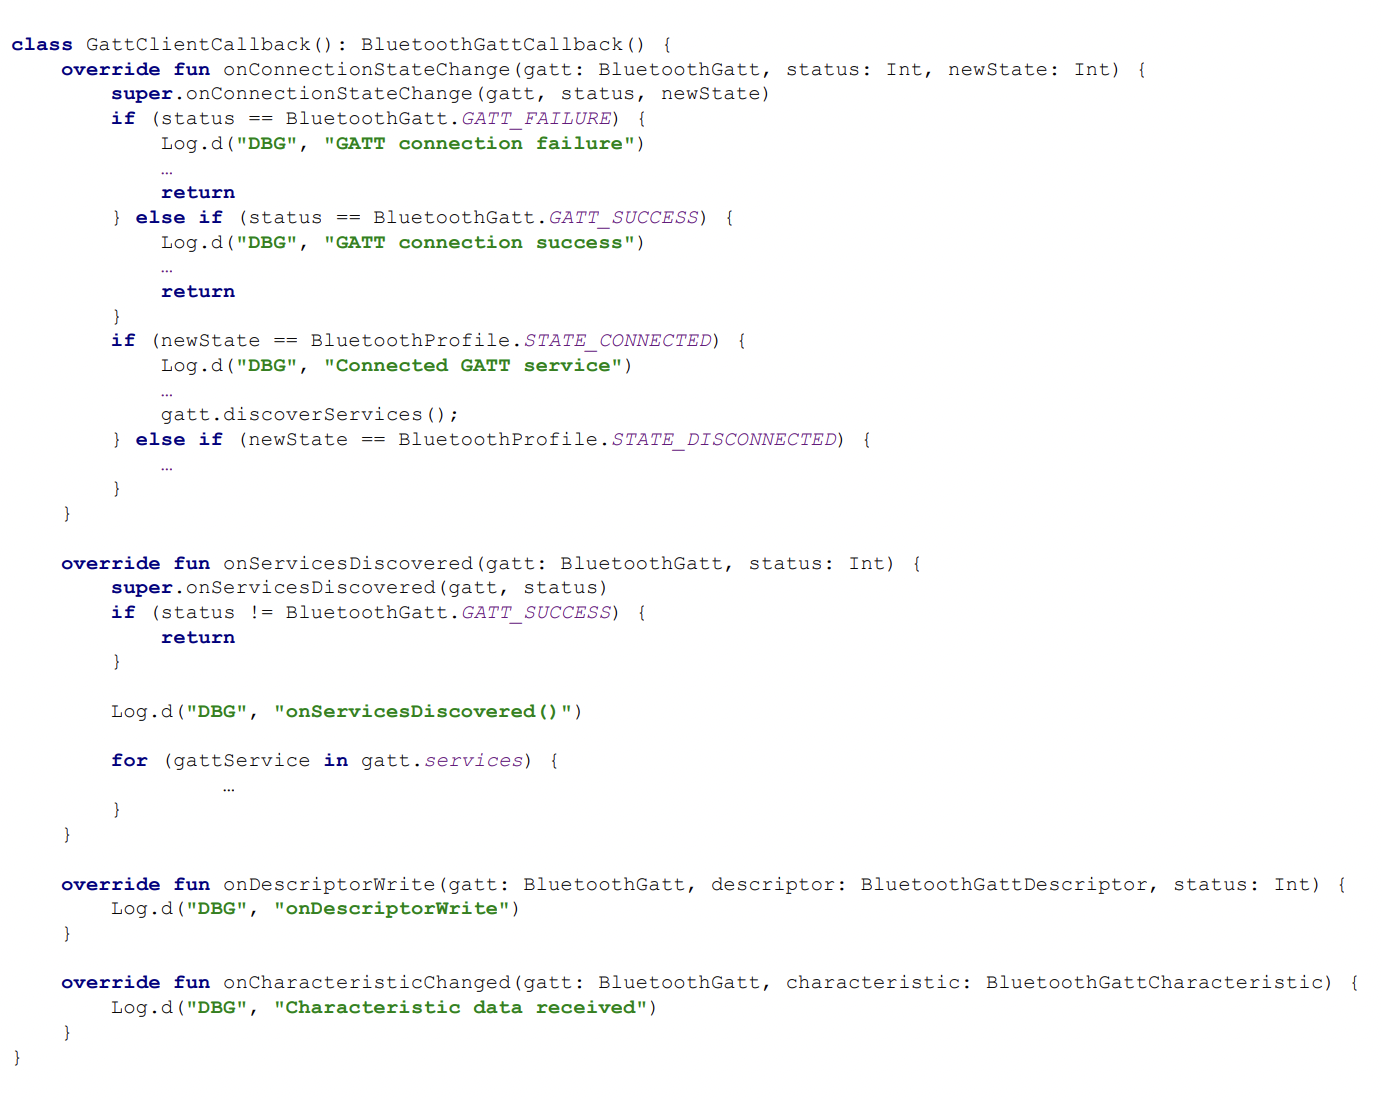 class GattClientCallback(): BluetoothGattCallback() {
    override fun onConnectionStateChange(gatt: BluetoothGatt, status: Int, newState: Int) {
        super.onConnectionStateChange(gatt, status, newState)
        if (status == BluetoothGatt.GATT_FAILURE) {
            Log.d("DBG", "GATT connection failure")
            …
            return
        } else if (status == BluetoothGatt.GATT_SUCCESS) {
            Log.d("DBG", "GATT connection success")
            …
            return
        }
        if (newState == BluetoothProfile.STATE_CONNECTED) {
            Log.d("DBG", "Connected GATT service")
            …
            gatt.discoverServices();
        } else if (newState == BluetoothProfile.STATE_DISCONNECTED) {
            …
        }
    }

    override fun onServicesDiscovered(gatt: BluetoothGatt, status: Int) {
        super.onServicesDiscovered(gatt, status)
        if (status != BluetoothGatt.GATT_SUCCESS) {
            return
        }

        Log.d("DBG", "onServicesDiscovered()")

        for (gattService in gatt.services) {
                 …
        }
    }

    override fun onDescriptorWrite(gatt: BluetoothGatt, descriptor: BluetoothGattDescriptor, status: Int) {
        Log.d("DBG", "onDescriptorWrite")
    }

    override fun onCharacteristicChanged(gatt: BluetoothGatt, characteristic: BluetoothGattCharacteristic) {
        Log.d("DBG", "Characteristic data received")
    }
}